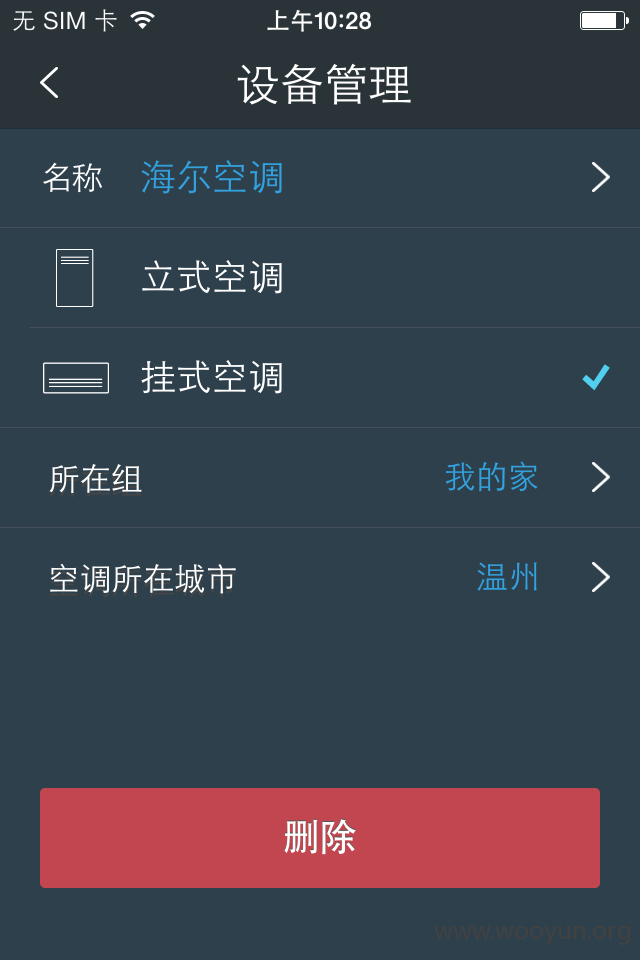 无 SIM 卡 上午10:28
设备管理
名称 海尔空调
立式空调
挂式空调
所在组 我的家
空调所在城市 温州
删除
www.wooyun.org